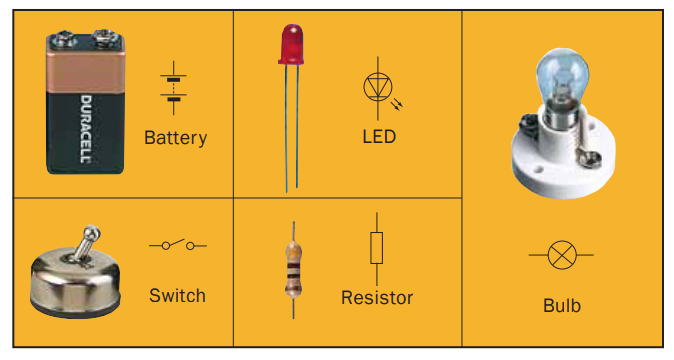 DURACELL
Battery
LED
Switch
Resistor
Bulb